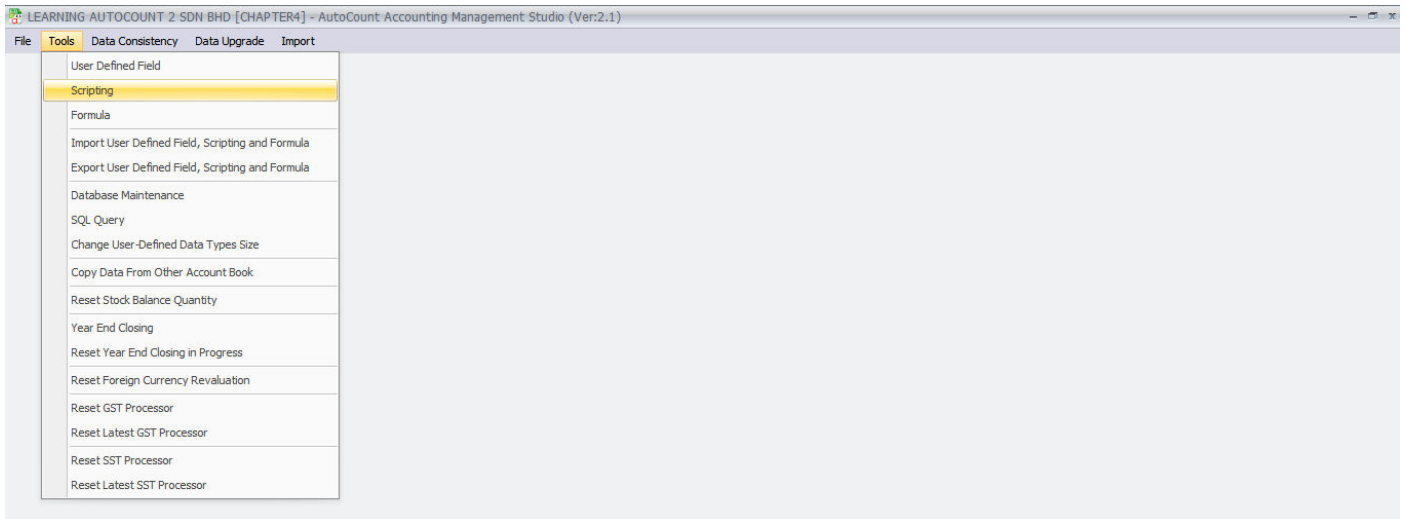 LEARNING AUTOCOUNT 2 SDN BHD [CHAPTER4] - AutoCount Accounting Management Studio (Ver:2.1)
File Tools Data Consistency Data Upgrade Import
User Defined Field
Scripting
Formula
Import User Defined Field, Scripting and Formula
Export User Defined Field, Scripting and Formula
Database Maintenance
SQL Query
Change User-Defined Data Types Size
Copy Data From Other Account Book
Reset Stock Balance Quantity
Year End Closing
Reset Year End Closing in Progress
Reset Foreign Currency Revaluation
Reset GST Processor
Reset Latest GST Processor
Reset SST Processor
Reset Latest SST Processor